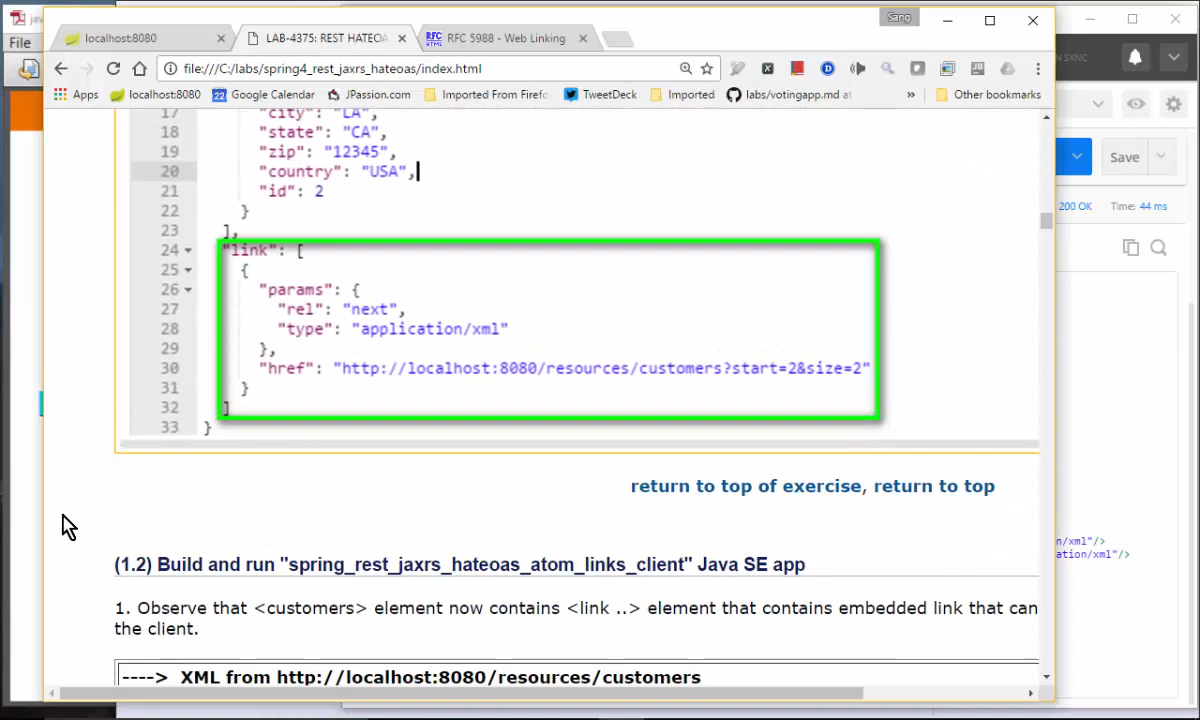 Sang
localhost:8080
LAB-4375: REST HATEOA
RFC 5988 - Web Linking
File
file:///C:/labs/spring4_rest_jaxrs_hateoas/index.html
SYNC
Apps
localhost:8080
22
Google Calendar
JPassion.com
Imported From Firefo
TweetDeck
Imported
labs/votingapp.md at
»
Other bookmarks
17 "city": "LA",
18 "state": "CA",
19 "zip": "12345",
20 "country": "USA",
21 "id": 2
22 }
23 ],
24 "link": [
25 {
26 "params": {
27 "rel": "next",
28 "type": "application/xml"
29 },
30 "href": "http://localhost:8080/resources/customers?start=2&size=2"
31 }
32 ]
33 }
Save
200 OK Time: 44 ms
return to top of exercise, return to top
n/xml"/>
ation/xml"/>
(1.2) Build and run "spring_rest_jaxrs_hateoas_atom_links_client" Java SE app
1. Observe that <customers> element now contains <link ..> element that contains embedded link that can
the client.
----> XML from http://localhost:8080/resources/customers